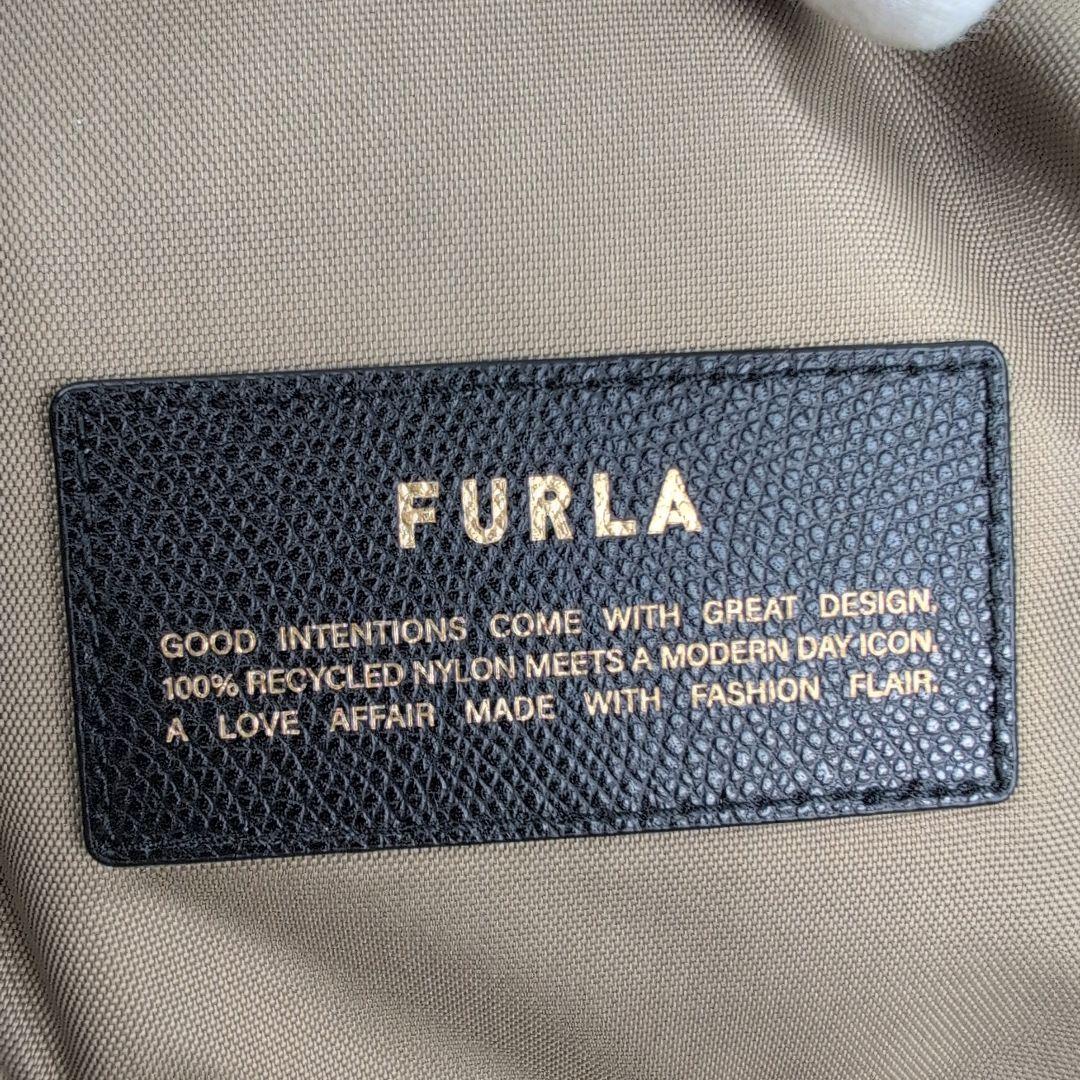 FURLA
GOOD INTENTIONS COME WITH GREAT DESIGN,
100% RECYCLED NYLON MEETS A MODERN DAY ICON.
A LOVE AFFAIR MADE WITH FASHION FLAIR.